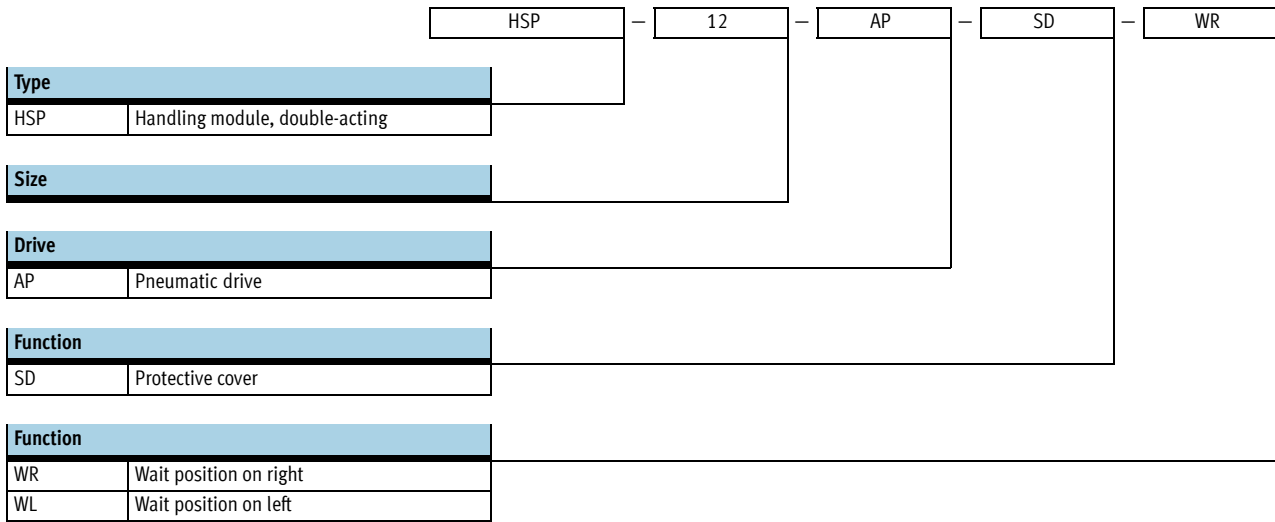 HSP – 12 – AP – SD – WR
Type
HSP Handling module, double-acting
Size
Drive
AP Pneumatic drive
Function
SD Protective cover
Function
WR Wait position on right
WL Wait position on left